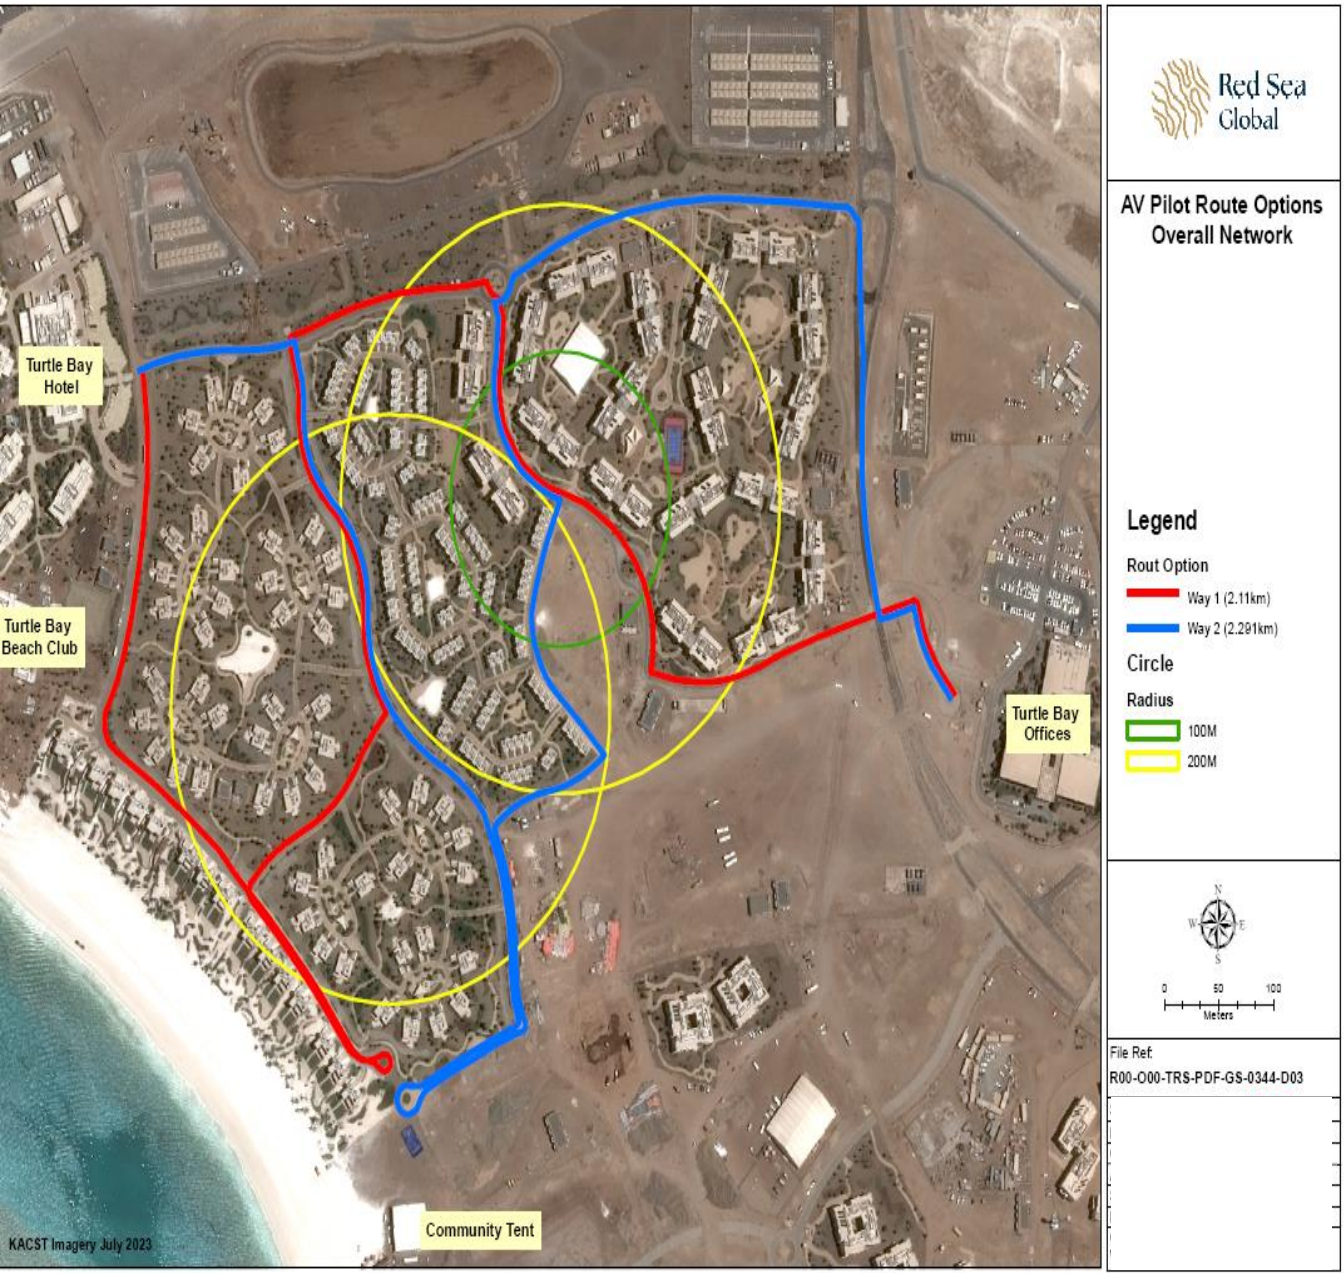 Red Sea
Global
AV Pilot Route Options
Overall Network
Turtle Bay
Hotel
Turtle Bay
Beach Club
Turtle Bay
Offices
Community Tent
KACST Imagery July 2023
Legend
Rout Option
Way 1 (2.11km)
Way 2 (2.291km)
Circle
Radius
100M
200M
N
W E
S
0 50 100
Meters
File Ref:
R00-O00-TRS-PDF-GS-0344-D03